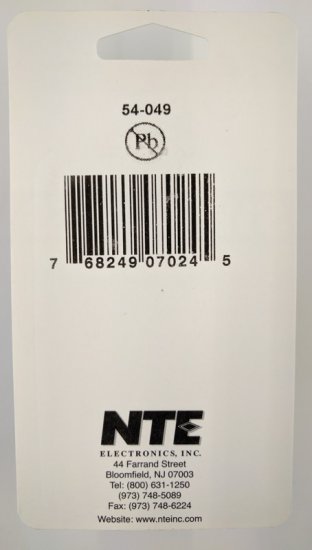 54-049
Pb
7 68249 07024 5
NTE
ELECTRONICS, INC.
44 Farrand Street
Bloomfield, NJ 07003
Tel: (800) 631-1250
(973) 748-5089
Fax: (973) 748-6224
Website: www.nteinc.com